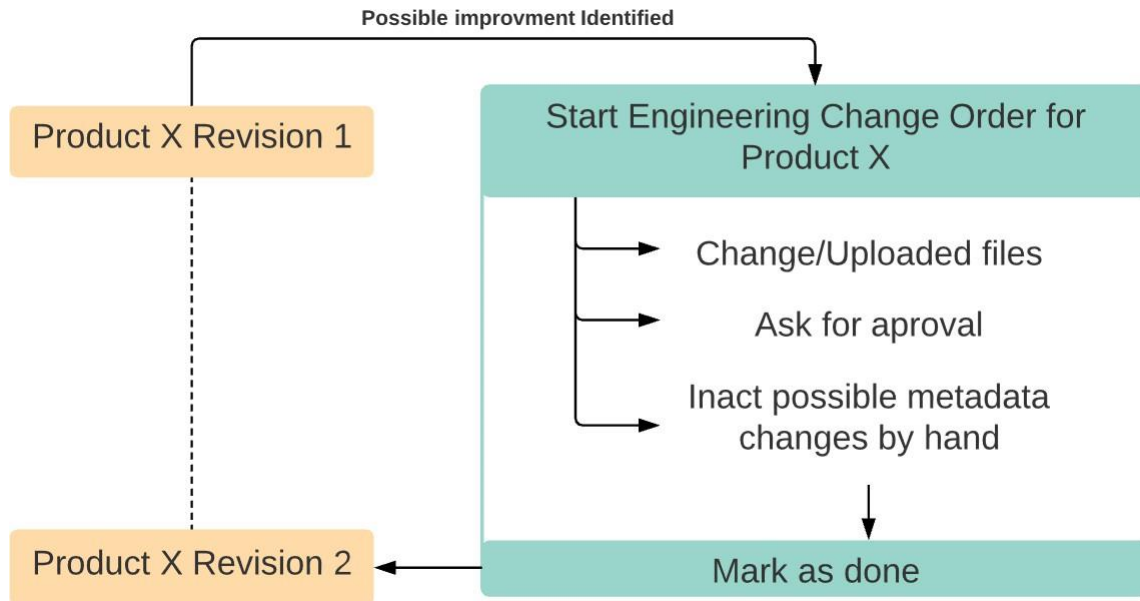 Possible improvment Identified
Product X Revision 1
Start Engineering Change Order for
Product X
Change/Uploaded files
Ask for aproval
Inact possible metadata
changes by hand
Product X Revision 2
Mark as done